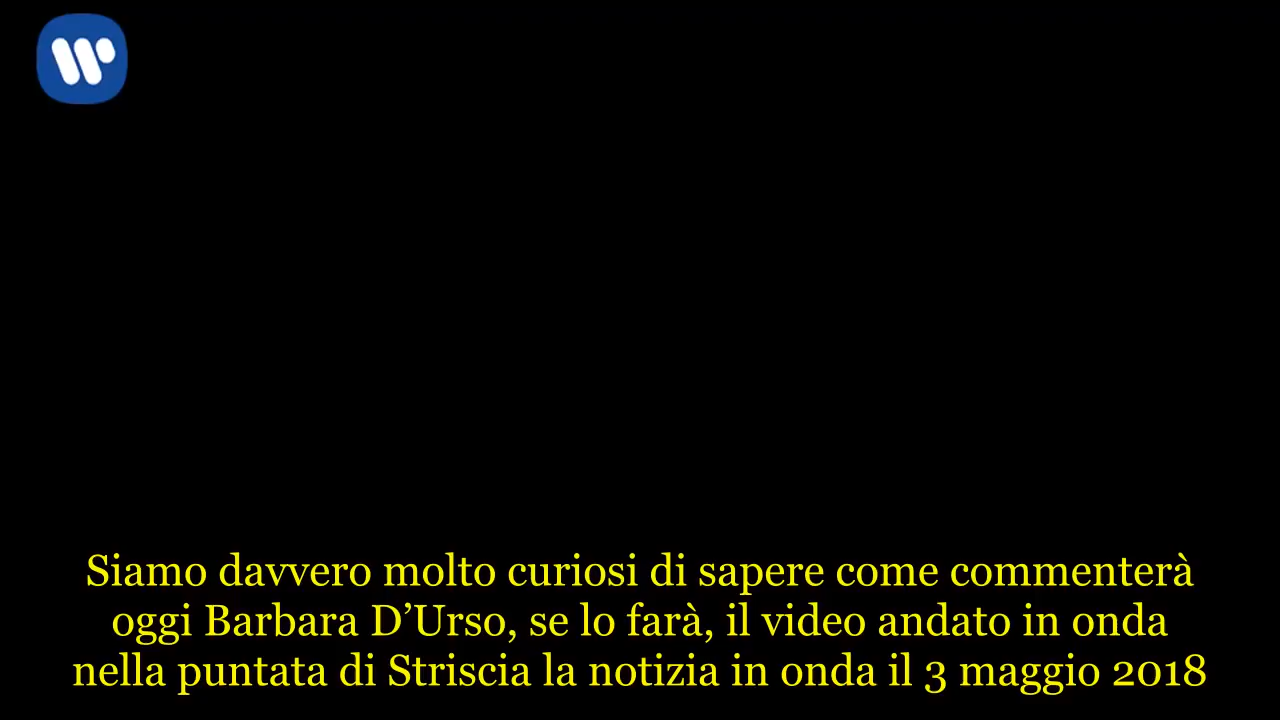 Siamo davvero molto curiosi di sapere come commenterà
oggi Barbara D’Urso, se lo farà, il video andato in onda
nella puntata di Striscia la notizia in onda il 3 maggio 2018